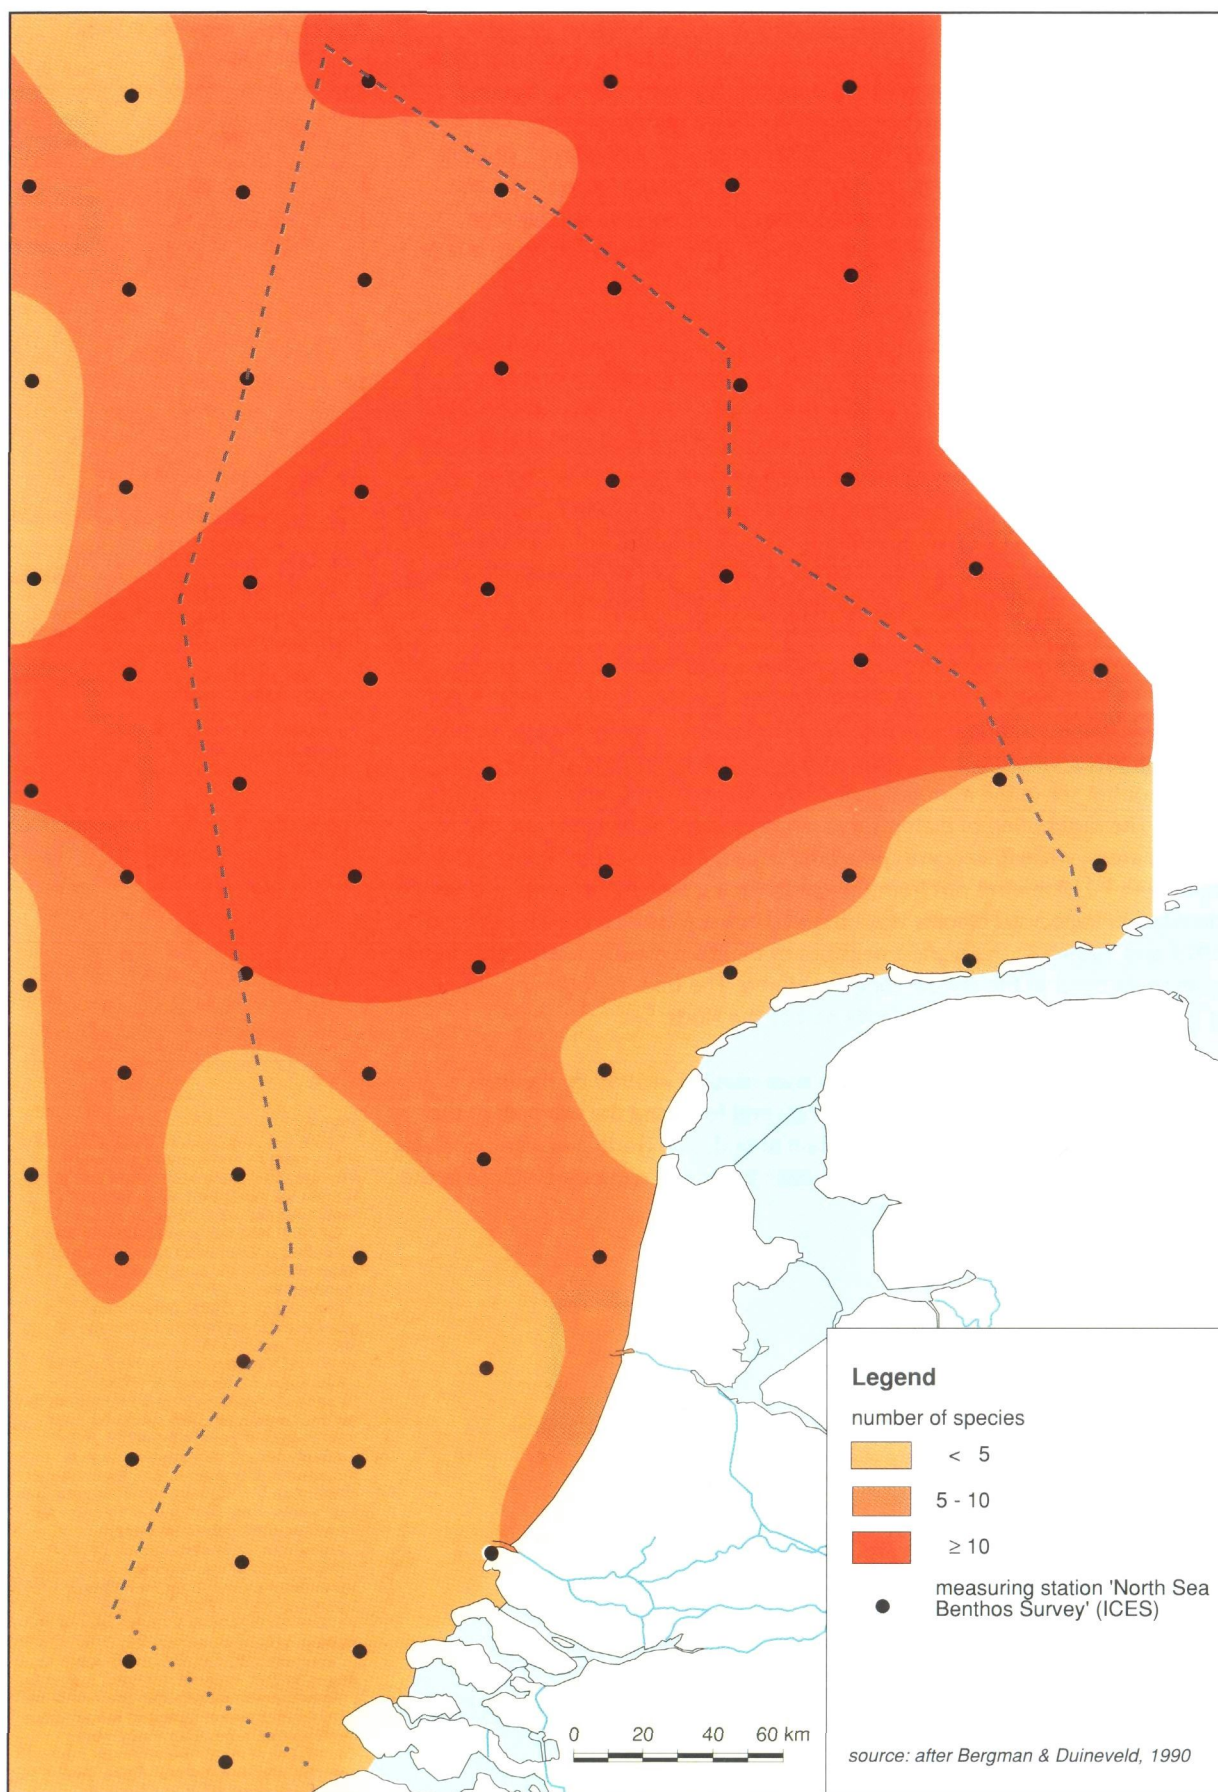 Legend
number of species
< 5
5 - 10
≥ 10
measuring station 'North Sea
Benthos Survey' (ICES)
0 20 40 60 km
source: after Bergman & Duineveld, 1990